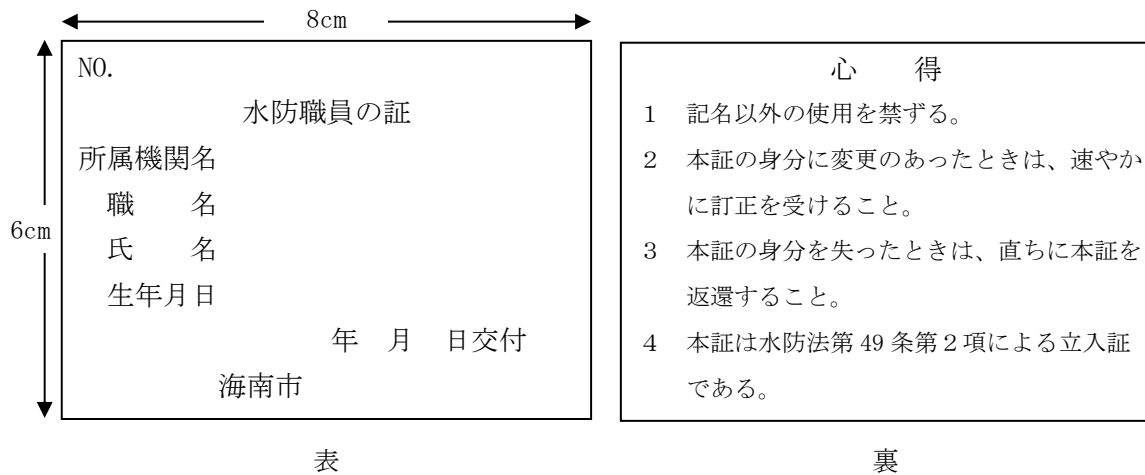 8cm
6cm
NO.
水防職員の証
所属機関名
職　　名
氏　　名
生年月日
年　月　日交付
海南市
表
心　　得
１　記名以外の使用を禁ずる。
２　本証の身分に変更のあったときは、速やか
に訂正を受けること。
３　本証の身分を失ったときは、直ちに本証を
返還すること。
４　本証は水防法第 49 条第２項による立入証
である。
裏